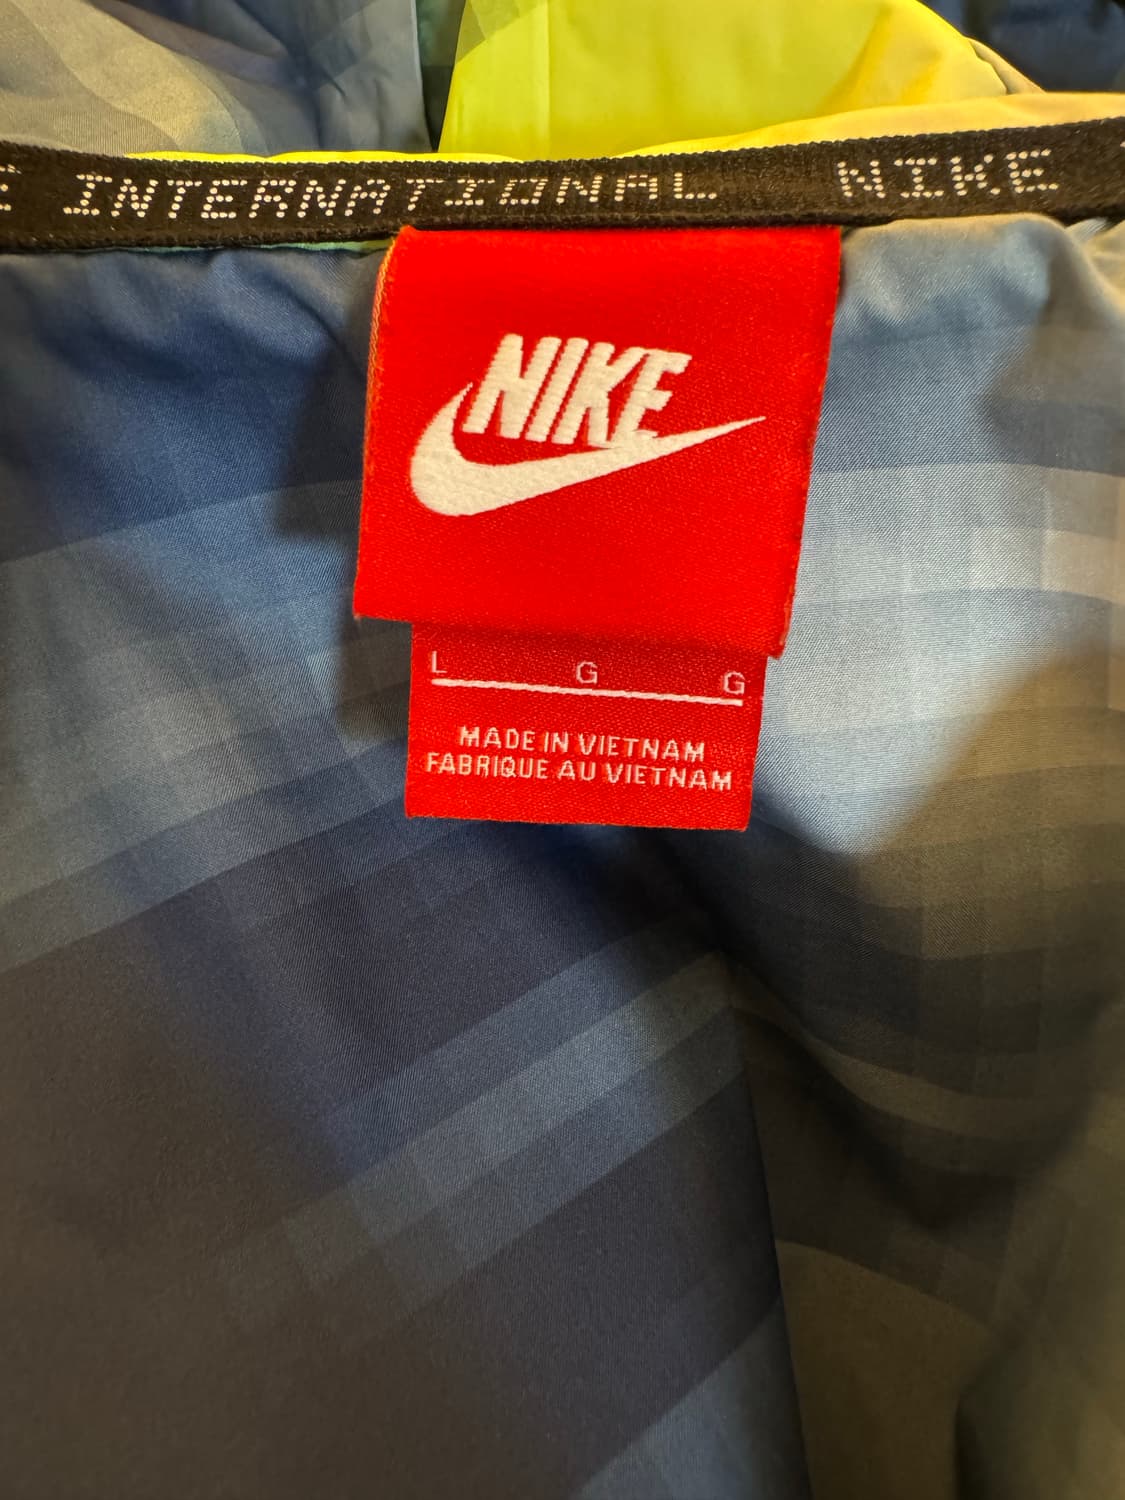 INTERNATIONAL NIKE
NIKE
L G G
MADE IN VIETNAM
FABRIQUE AU VIETNAM